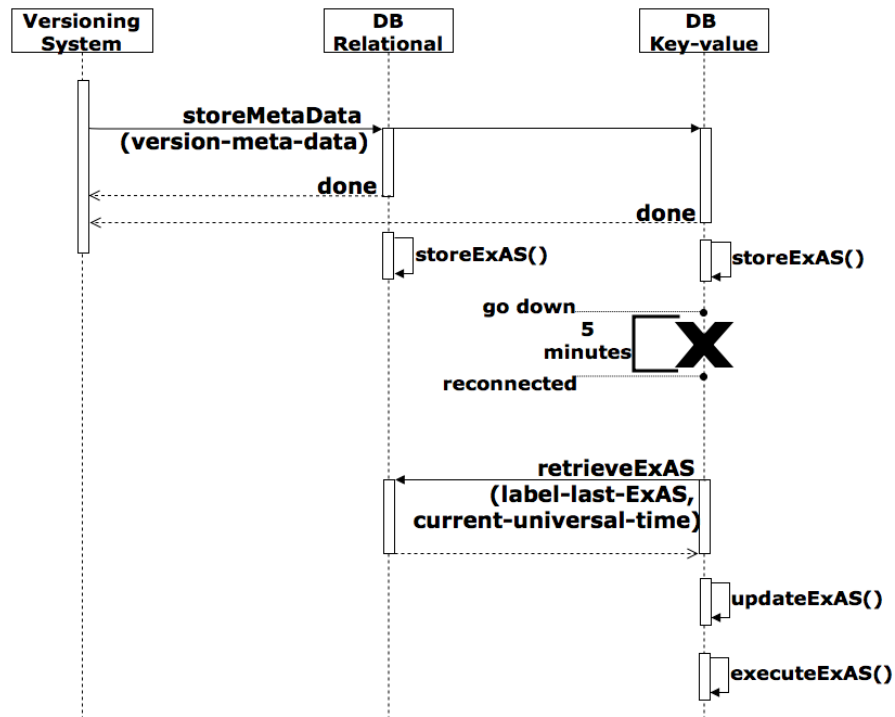 Versioning
System
DB
Relational
DB
Key-value
storeMetaData
(version-meta-data)
done
done
storeExAS()
storeExAS()
go down
5
minutes
reconnected
retrieveExAS
(label-last-ExAS,
current-universal-time)
updateExAS()
executeExAS()